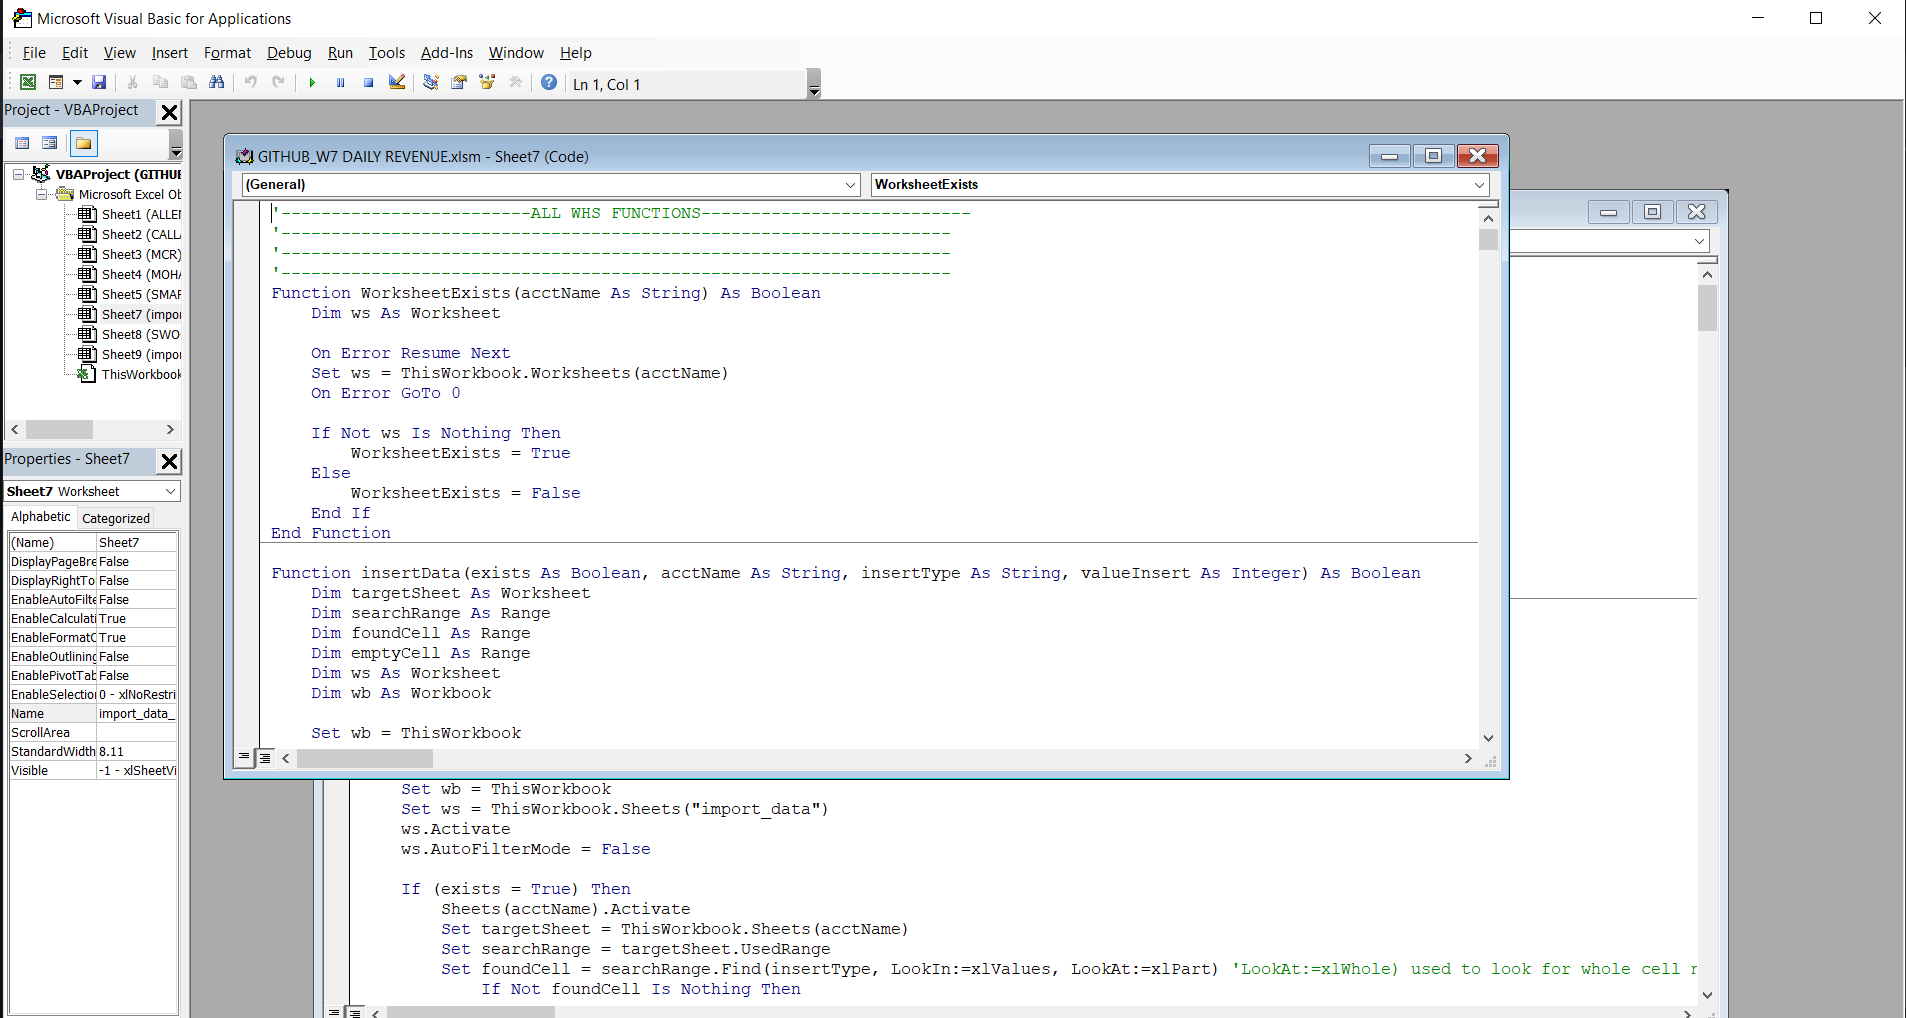 Microsoft Visual Basic for Applications
File Edit View Insert Format Debug Run Tools Add-Ins Window Help
Ln 1, Col 1
Project - VBAProject
VBAProject (GITHUE
Microsoft Excel Ob
Sheet1 (ALLEN
Sheet2 (CALLA
Sheet3 (MCR)
Sheet4 (MOHA
Sheet5 (SMAR
Sheet7 (impor
Sheet8 (SWO
Sheet9 (impor
ThisWorkbook
Properties - Sheet7
Sheet7 Worksheet
Alphabetic Categorized
(Name) Sheet7
DisplayPageBre False
DisplayRightTo False
EnableAutoFilte False
EnableCalculati True
EnableFormatC True
EnableOutlining False
EnablePivotTab False
EnableSelection 0 - xlNoRestri
Name import_data_
ScrollArea
StandardWidth 8.11
Visible -1 - xlSheetVi
GITHUB_W7 DAILY REVENUE.xlsm - Sheet7 (Code)
(General) WorksheetExists
'-------------------------ALL WHS FUNCTIONS---------------------------
'-------------------------------------------------------------------
'-------------------------------------------------------------------
'-------------------------------------------------------------------
Function WorksheetExists(acctName As String) As Boolean
Dim ws As Worksheet
On Error Resume Next
Set ws = ThisWorkbook.Worksheets(acctName)
On Error GoTo 0
If Not ws Is Nothing Then
WorksheetExists = True
Else
WorksheetExists = False
End If
End Function
Function insertData(exists As Boolean, acctName As String, insertType As String, valueInsert As Integer) As Boolean
Dim targetSheet As Worksheet
Dim searchRange As Range
Dim foundCell As Range
Dim emptyCell As Range
Dim ws As Worksheet
Dim wb As Workbook
Set wb = ThisWorkbook
Set wb = ThisWorkbook
Set ws = ThisWorkbook.Sheets("import_data")
ws.Activate
ws.AutoFilterMode = False
If (exists = True) Then
Sheets(acctName).Activate
Set targetSheet = ThisWorkbook.Sheets(acctName)
Set searchRange = targetSheet.UsedRange
Set foundCell = searchRange.Find(insertType, LookIn:=xlValues, LookAt:=xlPart) 'LookAt:=xlWhole) used to look for whole cell
If Not foundCell Is Nothing Then